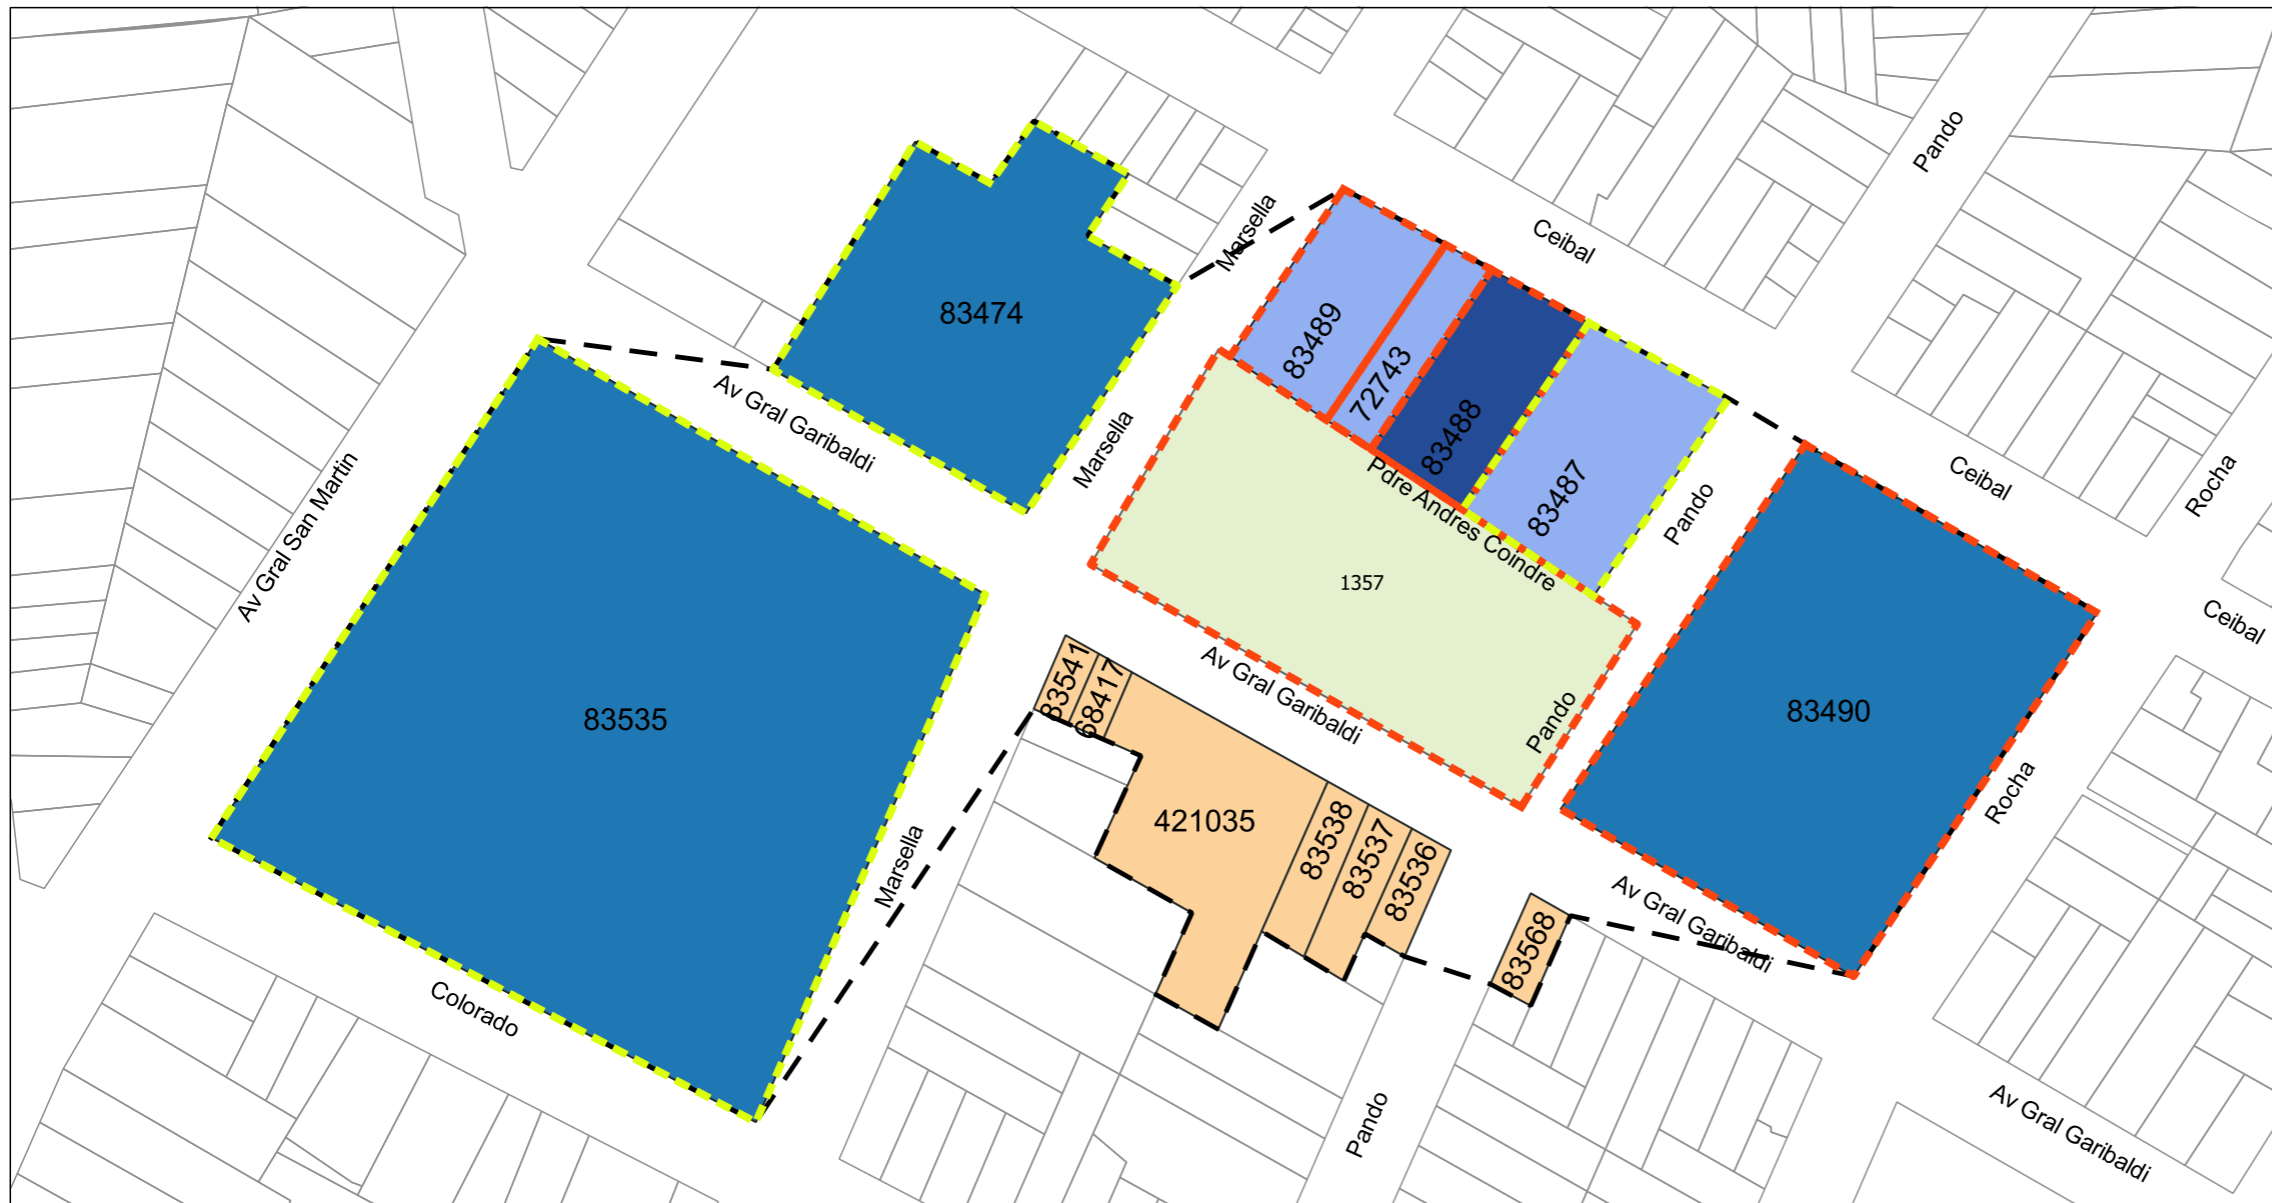 Pando
Marsella
Ceibal
83474
83489
72743
Av Gral Garibaldi
Marsella
83488
Pdre Andres Coindre
83487
Pando
Ceibal
Rocha
Av Gral San Martin
1357
Ceibal
83541
68417
Av Gral Garibaldi
Pando
83535
83490
Rocha
421035
83538
83537
83536
Marsella
83568
Av Gral Garibaldi
Colorado
Pando
Av Gral Garibaldi